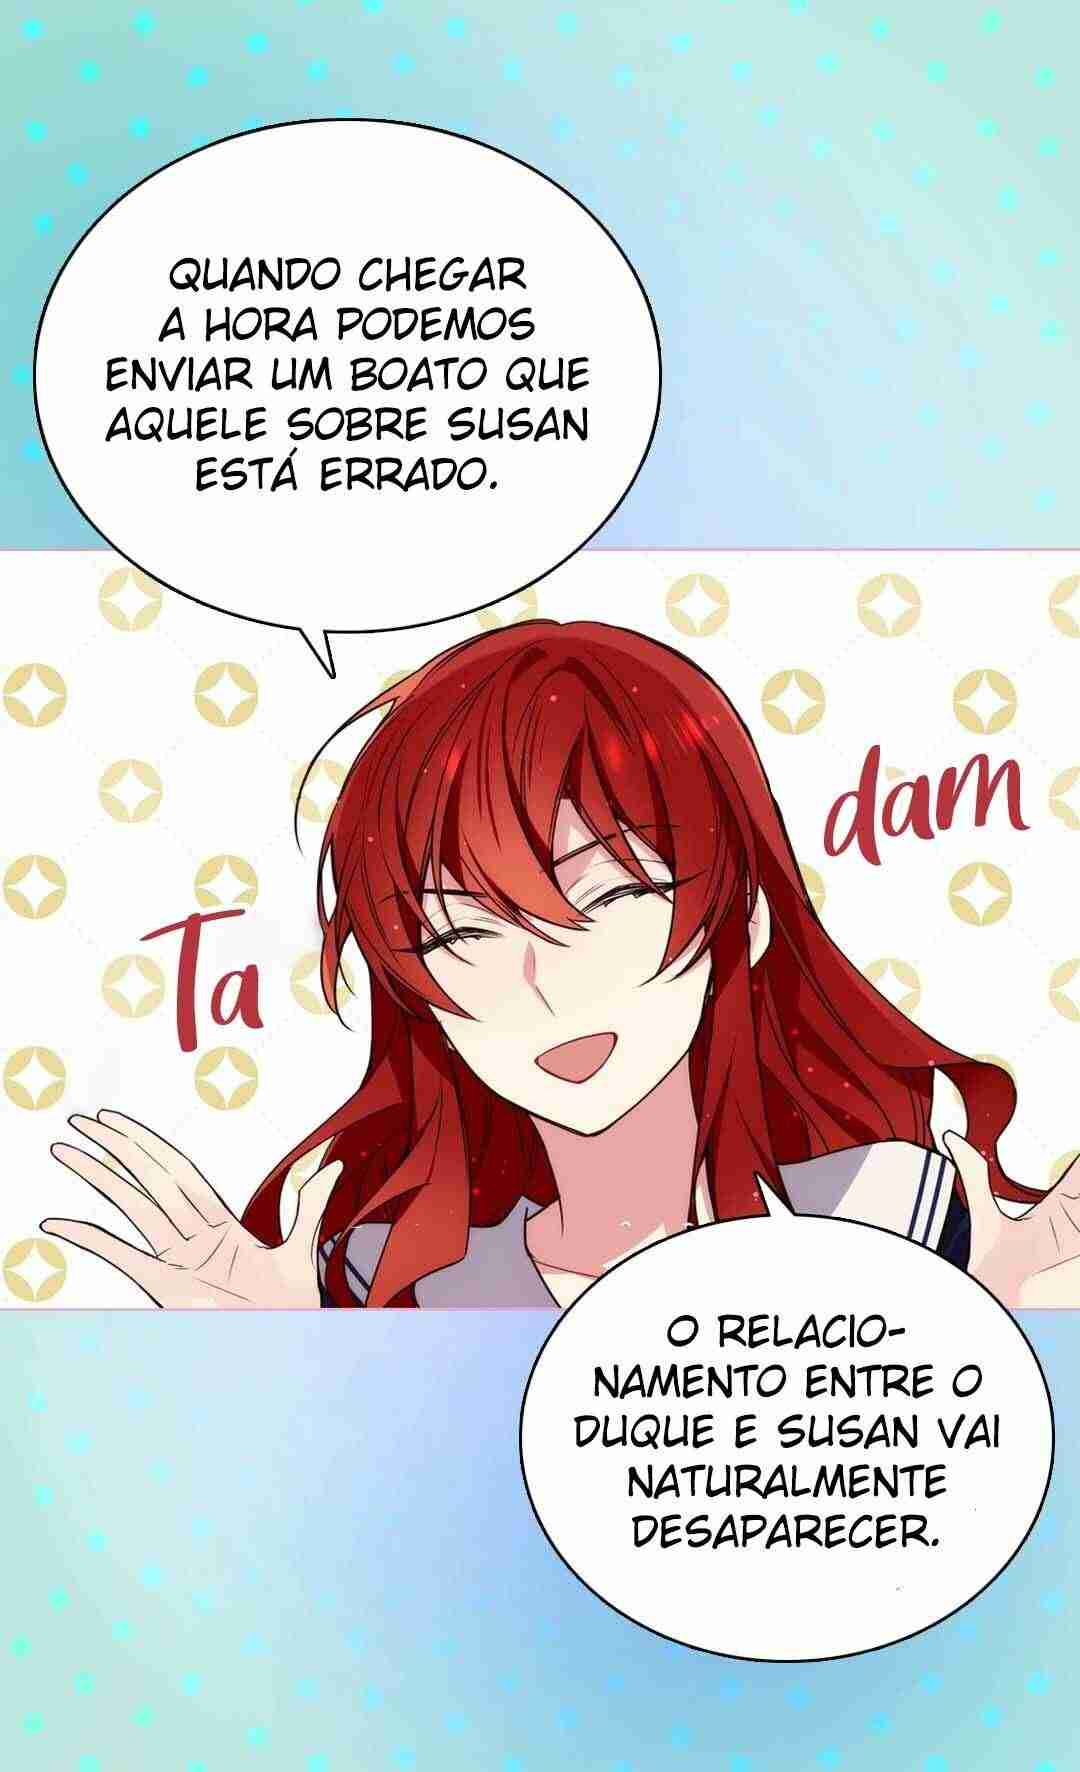 QUANDO CHEGAR
A HORA PODEMOS
ENVIAR UM BOATO QUE
AQUELE SOBRE SUSAN
ESTÁ ERRADO.
dam
Ta
O RELACIO-
NAMENTO ENTRE O
DUQUE E SUSAN VAI
NATURALMENTE
DESAPARECER.